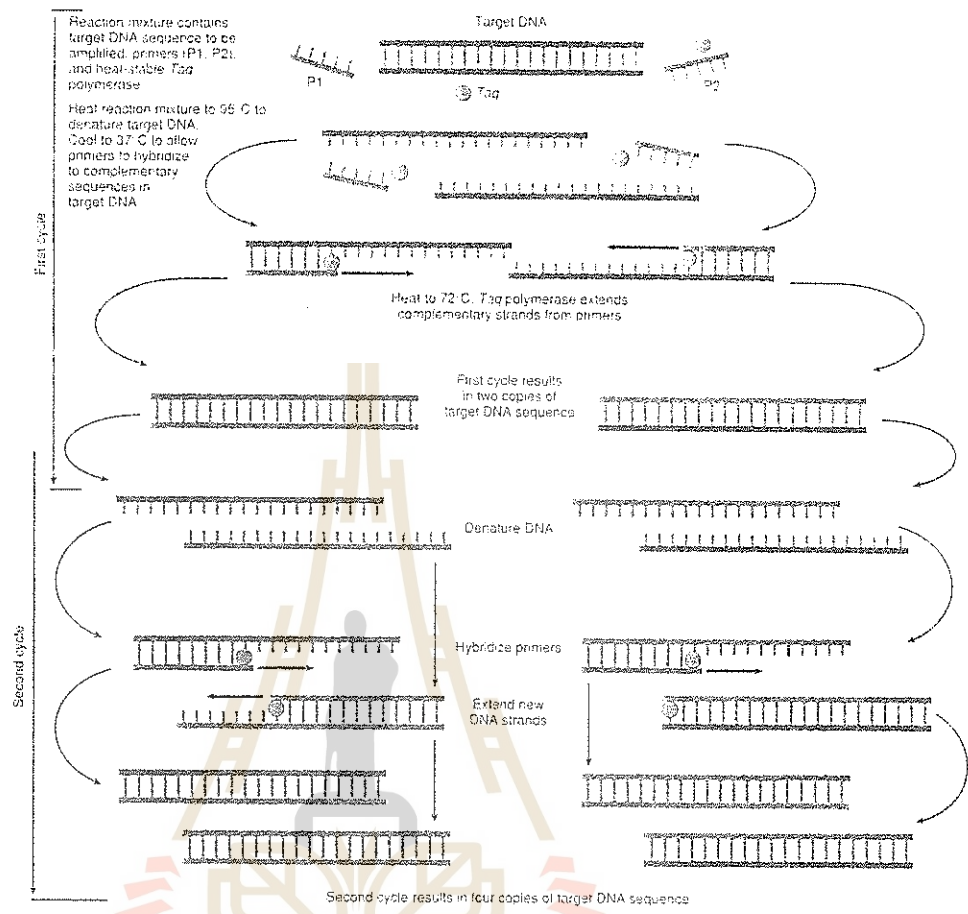 Reaction mixture contains
target DNA sequence to be
amplified, primers (P1, P2),
and heat-stable Taq
polymerase
Target DNA
P1
Taq
P2
Heat reaction mixture to 95°C to
denature target DNA.
Cool to 37°C to allow
primers to hybridize
to complementary
sequences in
target DNA
First cycle
Heat to 72°C. Taq polymerase extends
complementary strands from primers
First cycle results
in two copies of
target DNA sequence
Denature DNA
Second cycle
Hybridize primers
Extend new
DNA strands
Second cycle results in four copies of target DNA sequence